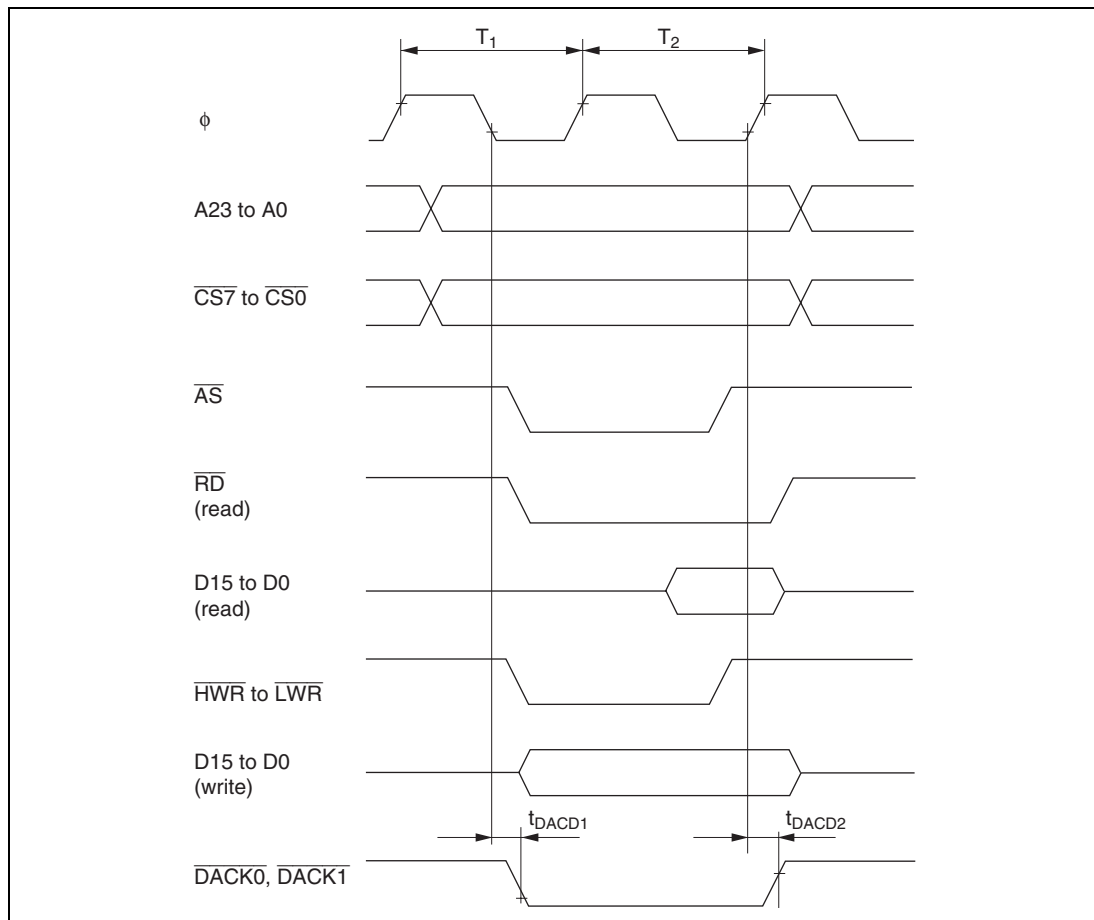 T1 T2
ϕ
A23 to A0
CS7 to CS0
AS
RD
(read)
D15 to D0
(read)
HWR to LWR
D15 to D0
(write)
tDACD1 tDACD2
DACK0, DACK1